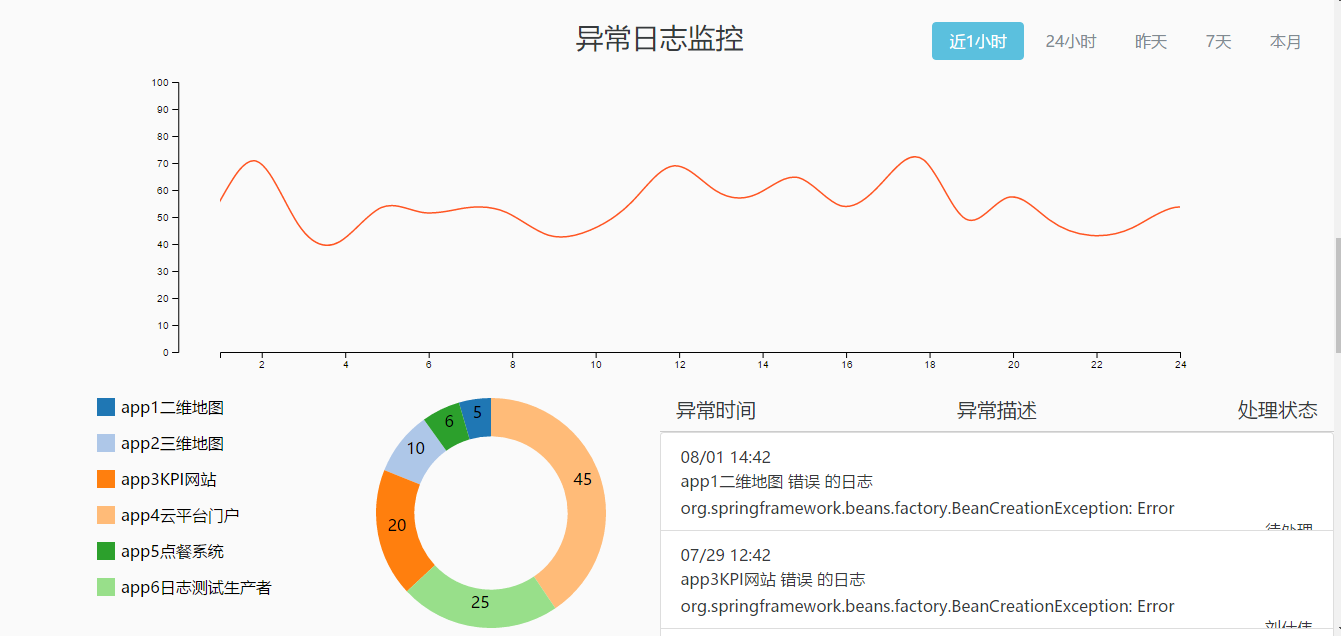 异常日志监控
近1小时 24小时 昨天 7天 本月
100
90
80
70
60
50
40
30
20
10
0
2 4 6 8 10 12 14 16 18 20 22 24
app1二维地图
app2三维地图
app3KPI网站
app4云平台门户
app5点餐系统
app6日志测试生产者
5
6
10
45
20
25
异常时间 异常描述 处理状态
08/01 14:42
app1二维地图 错误 的日志
org.springframework.beans.factory.BeanCreationException: Error
待处理
07/29 12:42
app3KPI网站 错误 的日志
org.springframework.beans.factory.BeanCreationException: Error